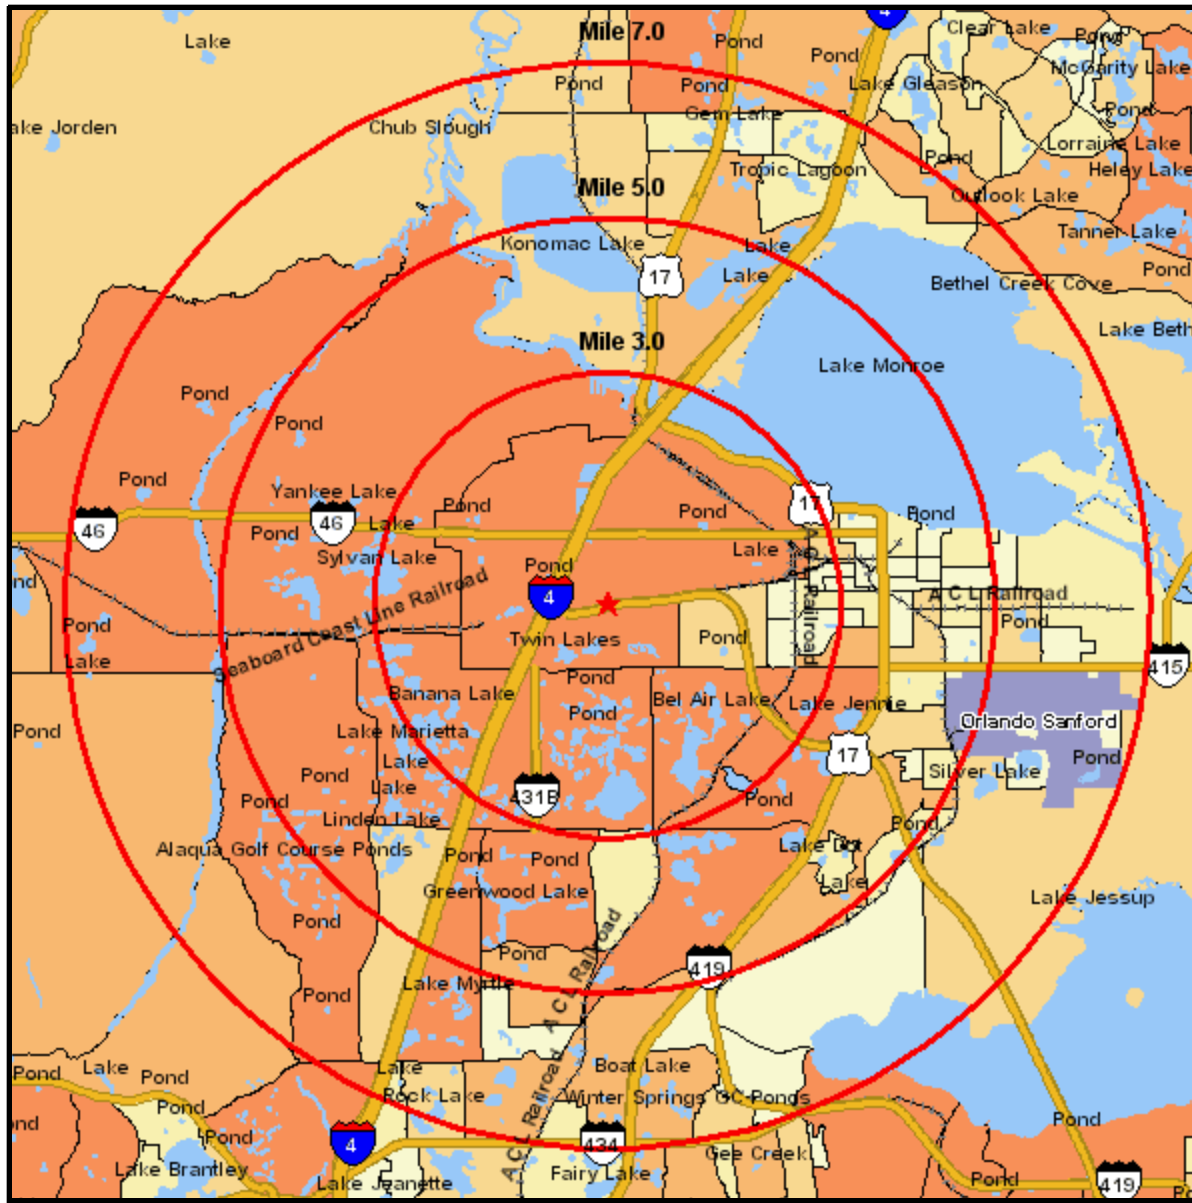 4
Mile 7.0
Clear Lake
Pond
Lake
Pond
Pond
McGarity Lake
Pond
Pond
Lake Gleason
Pond
Gem Lake
ake Jorden
Chub Slough
Lorraine Lake
Pond
Tropic Lagoon
Heley Lake
Mile 5.0
Outlook Lake
Tanner Lake
Konomac Lake
Lake
Pond
17
Lake
Bethel Creek Cove
Lake Beth
Mile 3.0
Lake Monroe
Pond
Pond
Pond
Yankee Lake
Pond
17
Pond
Pond
46
46
Lake
Pond
Lake
Sylvan Lake
Pond
nd
4
A C L Railroad
A C L Railroad
Seaboard Coast Line Railroad
Pond
Twin Lakes
Pond
Pond
Lake
415
Pond
Banana Lake
Bel Air Lake
Lake Jennie
Pond
Orlando Sanford
Pond
Lake Marietta
17
Pond
Lake
Pond
Silver Lake
Lake
431B
Pond
Pond
Linden Lake
Pond
Alaqua Golf Course Ponds
Pond
Pond
Lake Dot
Lake
Greenwood Lake
Lake Jessup
Pond
Pond
419
A C L Railroad
Lake Myrtle
Pond
Pond
Lake
Pond
Lake
Boat Lake
Rock Lake
Winter Springs GC Ponds
Pond
Pond
A C L Railroad
nd
Pond
4
434
Gee Creek
Lake Brantley
Fairy Lake
Pond
419
Lake Jeanette